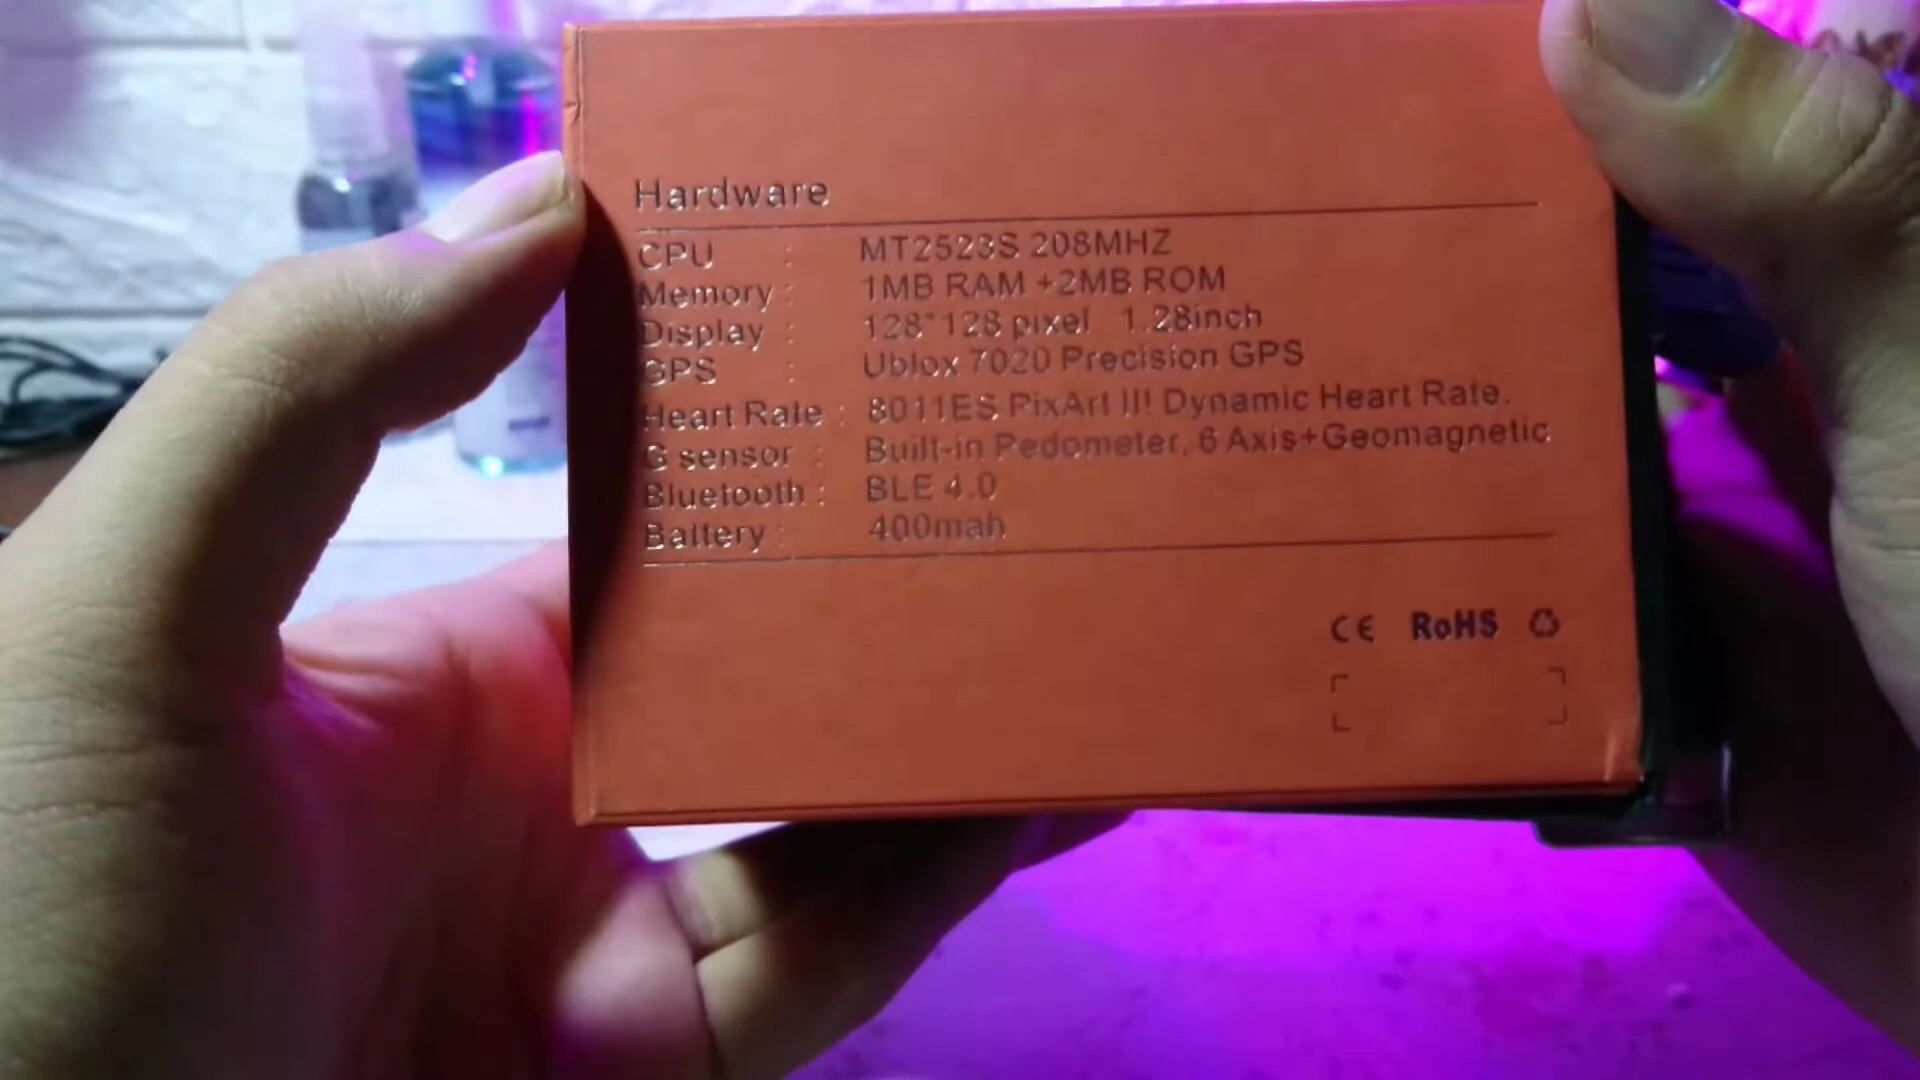 Hardware
CPU : MT2523S 208MHZ
Memory : 1MB RAM +2MB ROM
Display : 128*128 pixel 1.28inch
GPS : Ublox 7020 Precision GPS
Heart Rate : 8011ES PixArt III! Dynamic Heart Rate.
G sensor : Built-in Pedometer, 6 Axis+Geomagnetic
Bluetooth : BLE 4.0
Battery : 400mah
CE RoHS